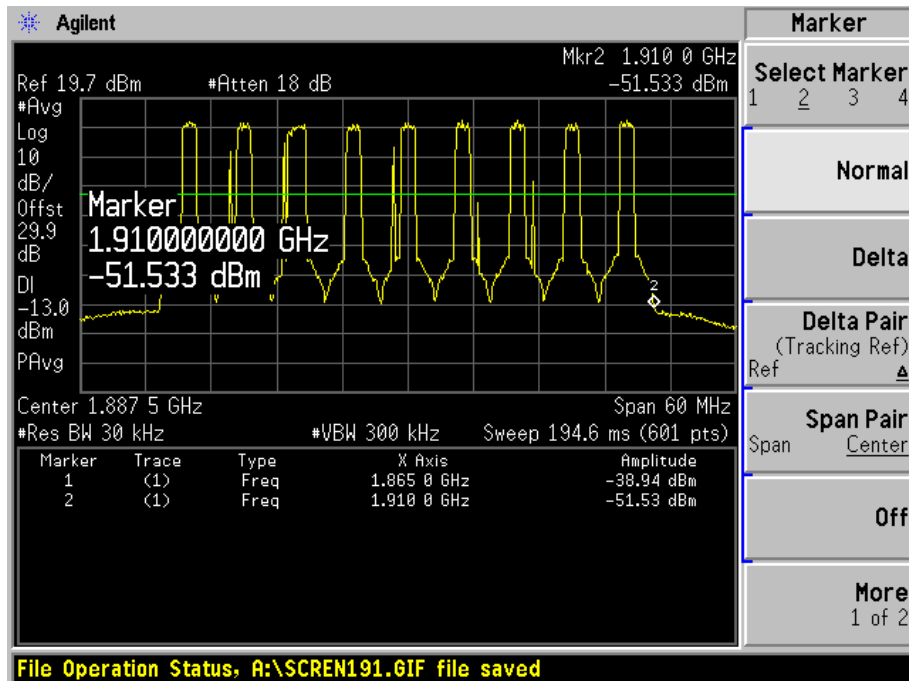 Agilent
Marker
Mkr2 1.910 0 GHz
Ref 19.7 dBm #Atten 18 dB -51.533 dBm
#Avg
Log
10
dB/
Offst
29.9
dB
DI
-13.0
dBm
PAvg
Marker
1.910000000 GHz
-51.533 dBm
2
Center 1.887 5 GHz Span 60 MHz
#Res BW 30 kHz #VBW 300 kHz Sweep 194.6 ms (601 pts)
Marker Trace Type X Axis Amplitude
1 (1) Freq 1.865 0 GHz -38.94 dBm
2 (1) Freq 1.910 0 GHz -51.53 dBm
Select Marker
1 2 3 4
Normal
Delta
Delta Pair
(Tracking Ref)
Ref Δ
Span Pair
Span Center
Off
More
1 of 2
File Operation Status, A:\SCREN191.GIF file saved